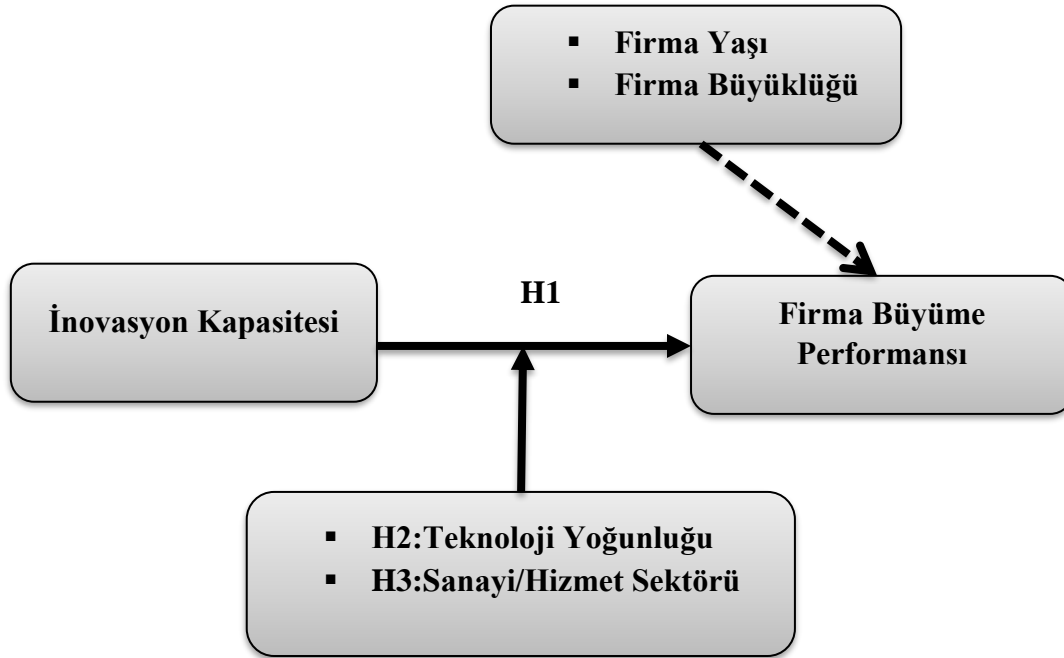 ▪ Firma Yaşı
▪ Firma Büyüklüğü
H1
İnovasyon Kapasitesi
Firma Büyüme
Performansı
▪ H2:Teknoloji Yoğunluğu
▪ H3:Sanayi/Hizmet Sektörü